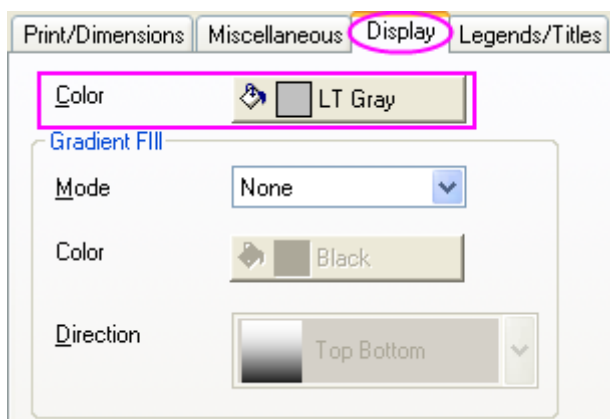 Print/Dimensions Miscellaneous Display Legends/Titles
Color LT Gray
Gradient FIll
Mode None
Color Black
Direction Top Bottom